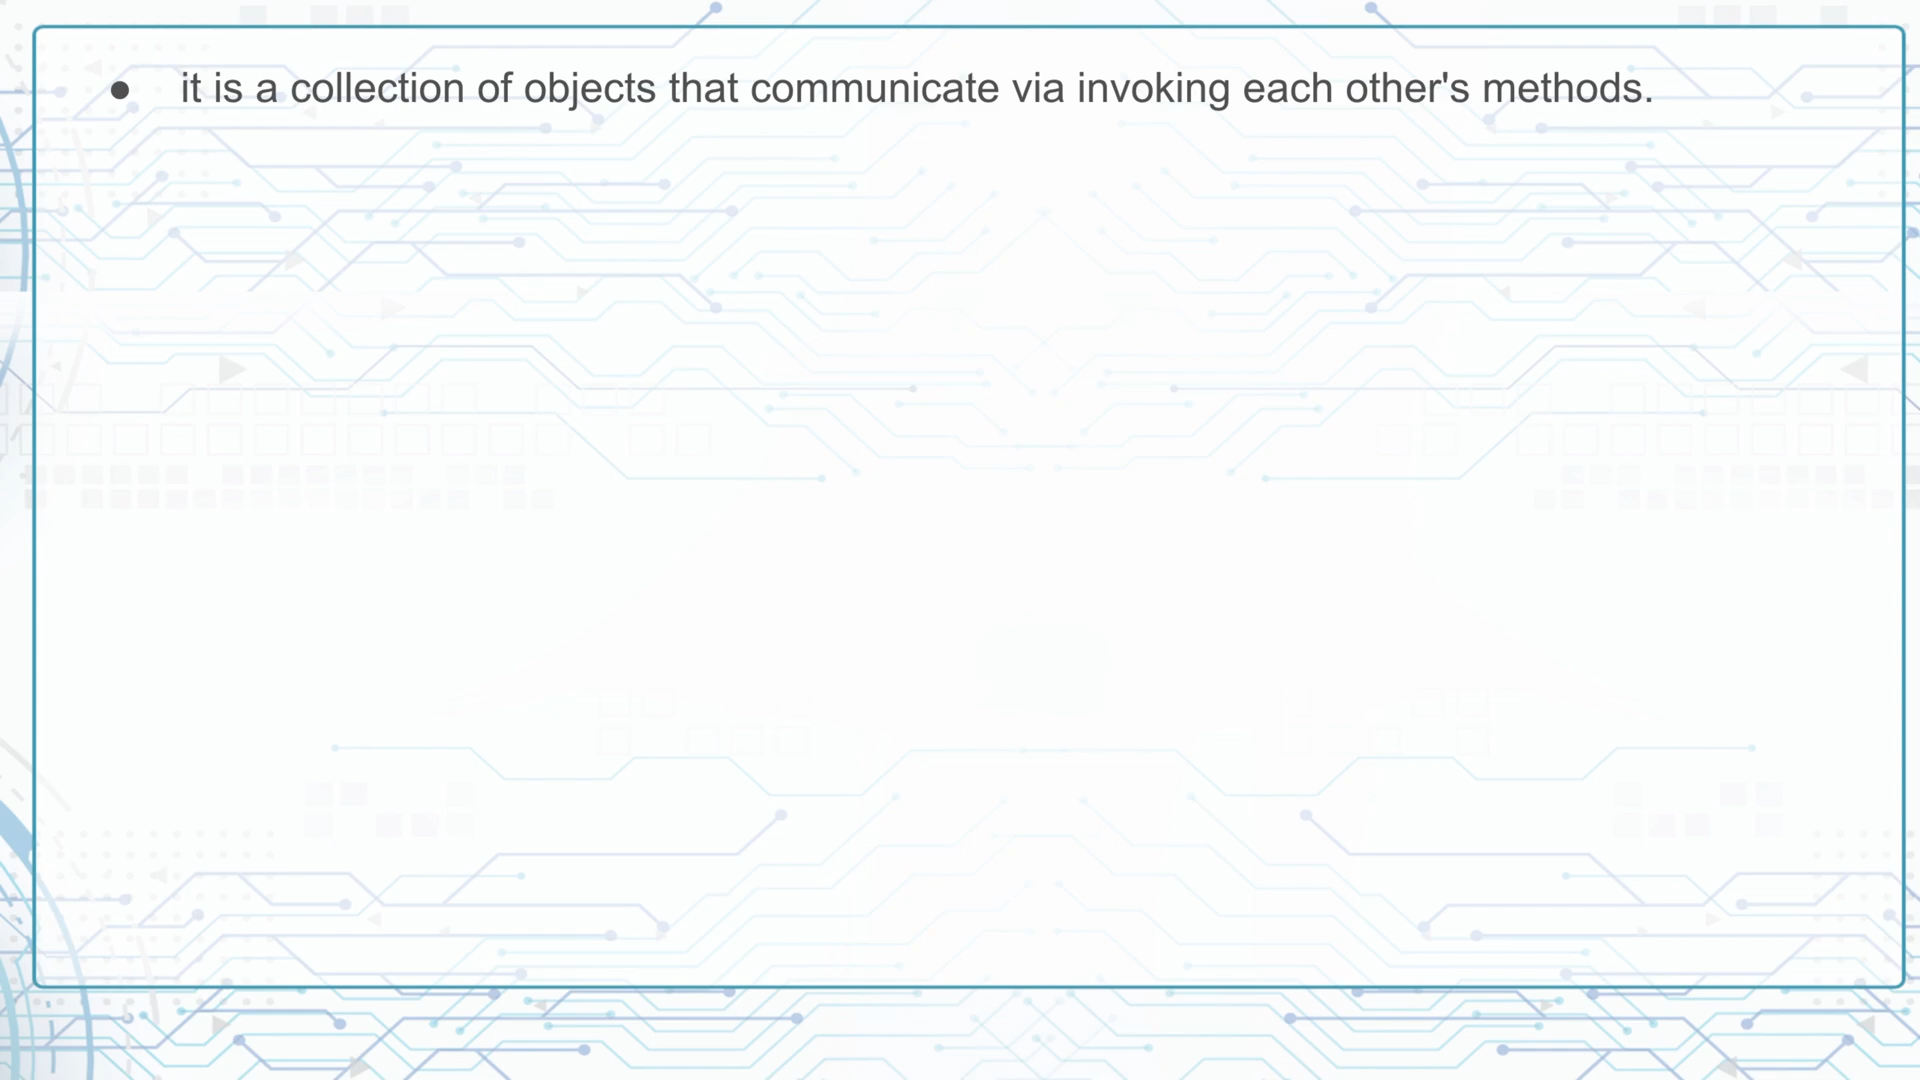 ● it is a collection of objects that communicate via invoking each other's methods.